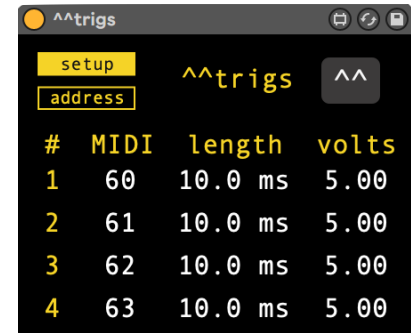 ^^trigs
setup
^^trigs ^^
address
# MIDI length volts
1 60 10.0 ms 5.00
2 61 10.0 ms 5.00
3 62 10.0 ms 5.00
4 63 10.0 ms 5.00